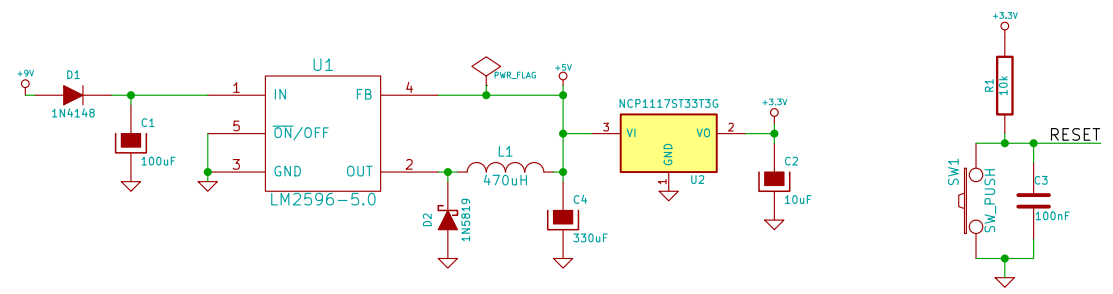 +9V
D1
1N4148
C1
100uF
U1
1
IN
FB
4
5
ON/OFF
3
GND
OUT
2
LM2596-5.0
PWR_FLAG
+5V
L1
470uH
D2
1N5819
C4
330uF
NCP1117ST33T3G
3
VI
VO
2
GND
1
U2
+3.3V
C2
10uF
+3.3V
R1
10k
RESET
SW1
SW_PUSH
C3
100nF